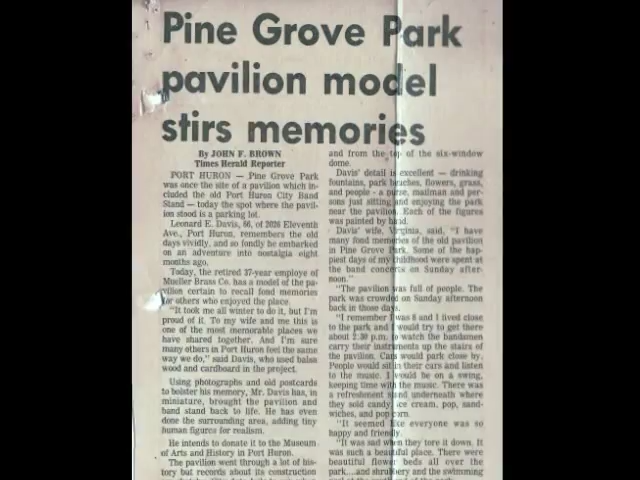 Pine Grove Park
pavilion model
stirs memories
By JOHN F. BROWN
Times Herald Reporter
PORT HURON — Pine Grove Park
was once the site of a pavilion which in-
cluded the old Port Huron City Band
Stand — today the spot where the pavil-
ion stood is a parking lot.
Leonard E. Davis, 66, of 2026 Eleventh
Ave., Port Huron, remembers the old
days vividly, and so fondly he embarked
on an adventure into nostalgia eight
months ago.
Today, the retired 37-year employe of
Mueller Brass Co. has a model of the pa-
vilion certain to recall fond memories
for others who enjoyed the place.
"It took me all winter to do it, but I'm
proud of it. To my wife and me this is
one of the most memorable places we
have shared together. And I'm sure
many others in Port Huron feel the same
way we do," said Davis, who used balsa
wood and cardboard in the project.
Using photographs and old postcards
to bolster his memory, Mr. Davis has, in
miniature, brought the pavilion and
band stand back to life. He has even
done the surrounding area, adding tiny
human figures for realism.
He intends to donate it to the Museum
of Arts and History in Port Huron.
The pavilion went through a lot of his-
tory but records about its construction
and from the top of the six-window
dome.
Davis' detail is excellent — drinking
fountains, park benches, flowers, grass,
and people - a nurse, mailman and per-
sons just sitting and enjoying the park
near the pavilion. Each of the figures
was painted by hand.
Davis' wife, Virginia, said, "I have
many fond memories of the old pavilion
in Pine Grove Park. Some of the hap-
piest days of my childhood were spent at
the band concerts on Sunday after-
noon."
"The pavilion was full of people. The
park was crowded on Sunday afternoon
back in those days.
"I remember I was 8 and I lived close
to the park and I would try to get there
about 2:30 p.m. to watch the bandsmen
carry their instruments up the stairs of
the pavilion. Cars would park close by.
People would sit in their cars and listen
to the music. I would be on a swing,
keeping time with the music. There was
a refreshment stand underneath where
they sold candy, ice cream, pop, sand-
wiches, and pop corn.
"It seemed like everyone was so
happy and friendly.
"It was sad when they tore it down. It
was such a beautiful place. There were
beautiful flower beds all over the
park....and shrubbery and the swimming